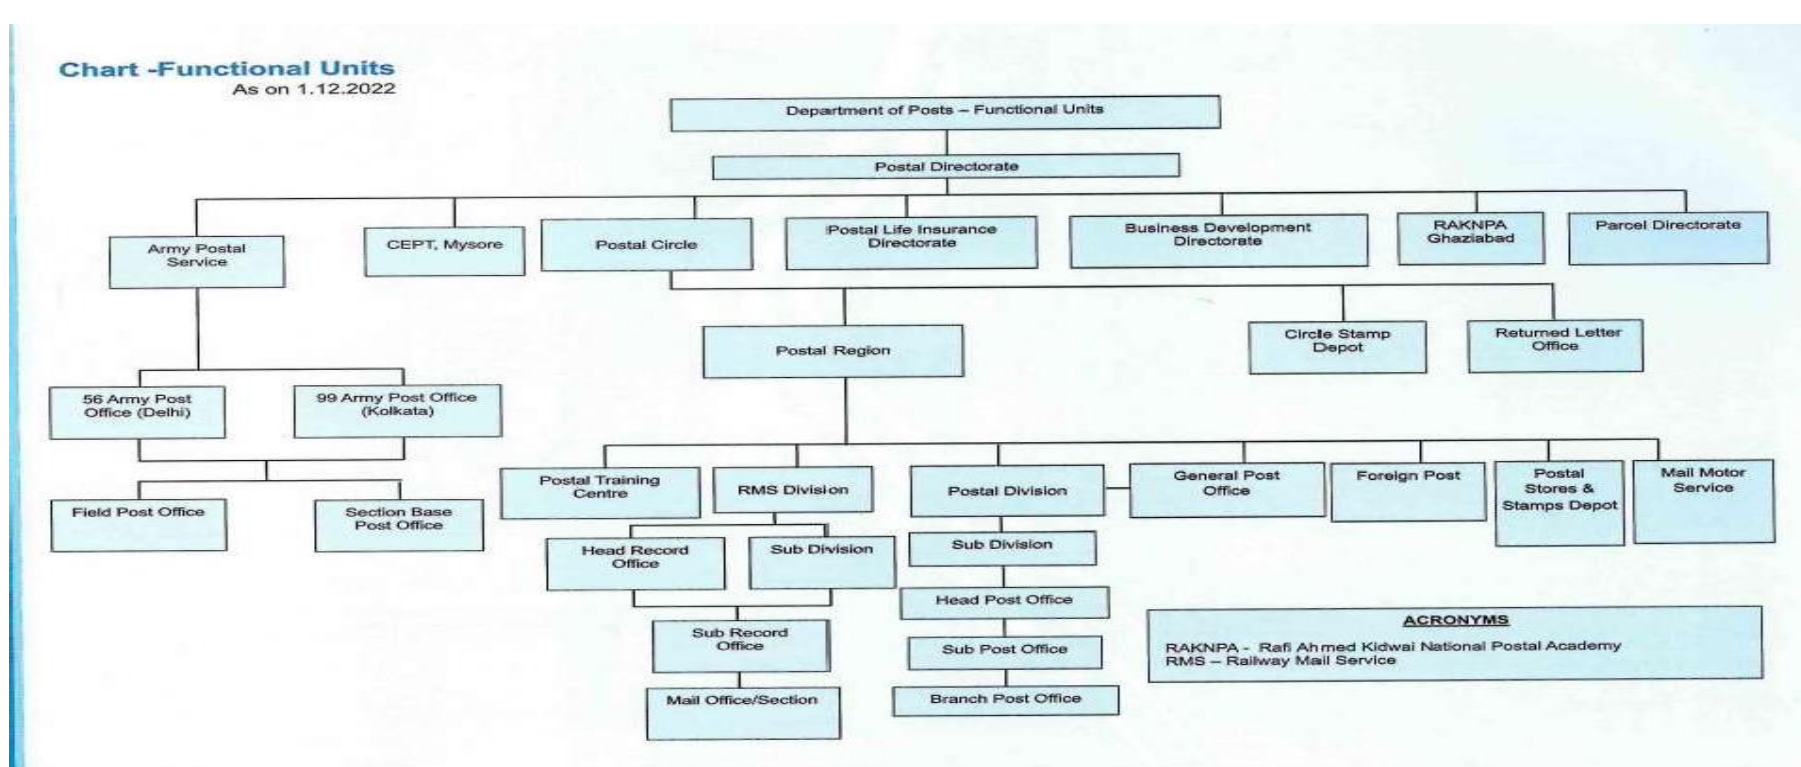 Chart -Functional Units
As on 1.12.2022
Department of Posts – Functional Units
Postal Directorate
Army Postal
Service
CEPT, Mysore
Postal Circle
Postal Life Insurance
Directorate
Business Development
Directorate
RAKNPA
Ghaziabad
Parcel Directorate
Postal Region
Circle Stamp
Depot
Returned Letter
Office
56 Army Post
Office (Delhi)
99 Army Post Office
(Kolkata)
Field Post Office
Section Base
Post Office
Postal Training
Centre
RMS Division
Postal Division
General Post
Office
Foreign Post
Postal
Stores &
Stamps Depot
Mail Motor
Service
Head Record
Office
Sub Division
Sub Record
Office
Mail Office/Section
Sub Division
Head Post Office
Sub Post Office
Branch Post Office
ACRONYMS
RAKNPA - Rafi Ahmed Kidwai National Postal Academy
RMS – Railway Mail Service